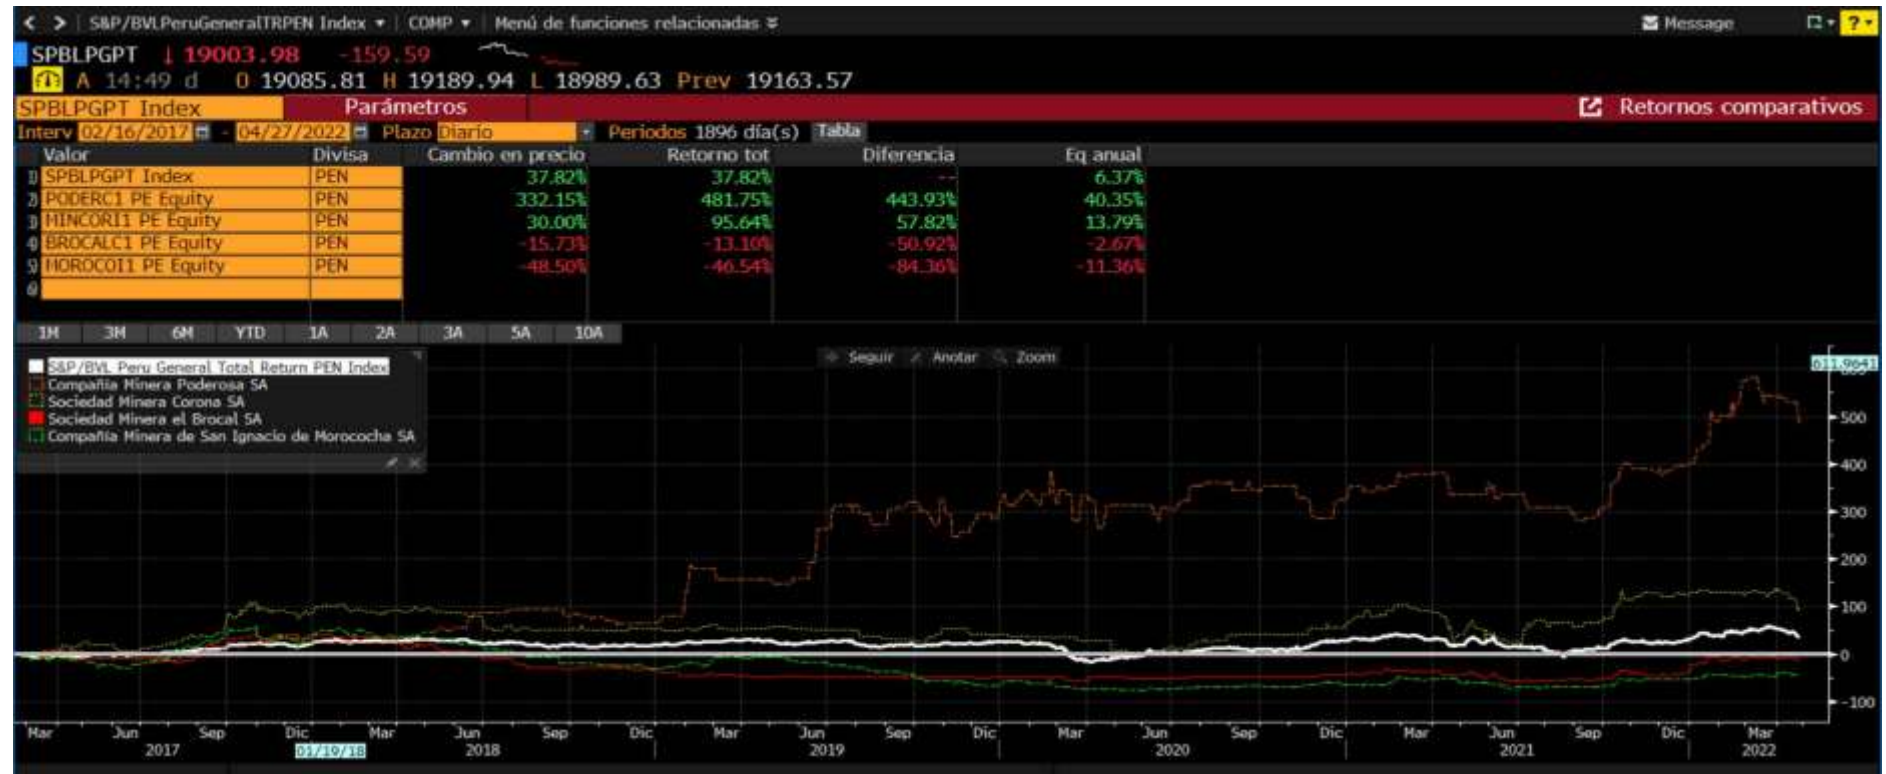 < > S&P/BVLPeruGeneralTRPEN Index COMP Menú de funciones relacionadas Message ?
SPBLPGPT ↓ 19003.98 -159.59
A 14:49 d O 19085.81 H 19189.94 L 18989.63 Prev 19163.57
SPBLPGPT Index Parámetros Retornos comparativos
Interv 02/16/2017 - 04/27/2022 Plazo Diario Periodos 1896 día(s) Tabla
Valor Divisa Cambio en precio Retorno tot Diferencia Eq anual
1) SPBLPGPT Index PEN 37.82% 37.82% -- 6.37%
2) PODERC1 PE Equity PEN 332.15% 481.75% 443.93% 40.35%
3) MINCORI1 PE Equity PEN 30.00% 95.64% 57.82% 13.79%
4) BROCALC1 PE Equity PEN -15.73% -13.10% -50.92% -2.67%
5) MOROCOI1 PE Equity PEN -48.50% -46.54% -84.36% -11.36%
6)
1M 3M 6M YTD 1A 2A 3A 5A 10A
Seguir Anotar Zoom
S&P/BVL Peru General Total Return PEN Index
Compañia Minera Poderosa SA
Sociedad Minera Corona SA
Sociedad Minera el Brocal SA
Compañia Minera de San Ignacio de Morococha SA
611.9641
500
400
300
200
100
0
-100
Mar Jun Sep Dic Mar Jun Sep Dic Mar Jun Sep Dic Mar Jun Sep Dic Mar Jun Sep Dic Mar
2017 01/19/18 2018 2019 2020 2021 2022